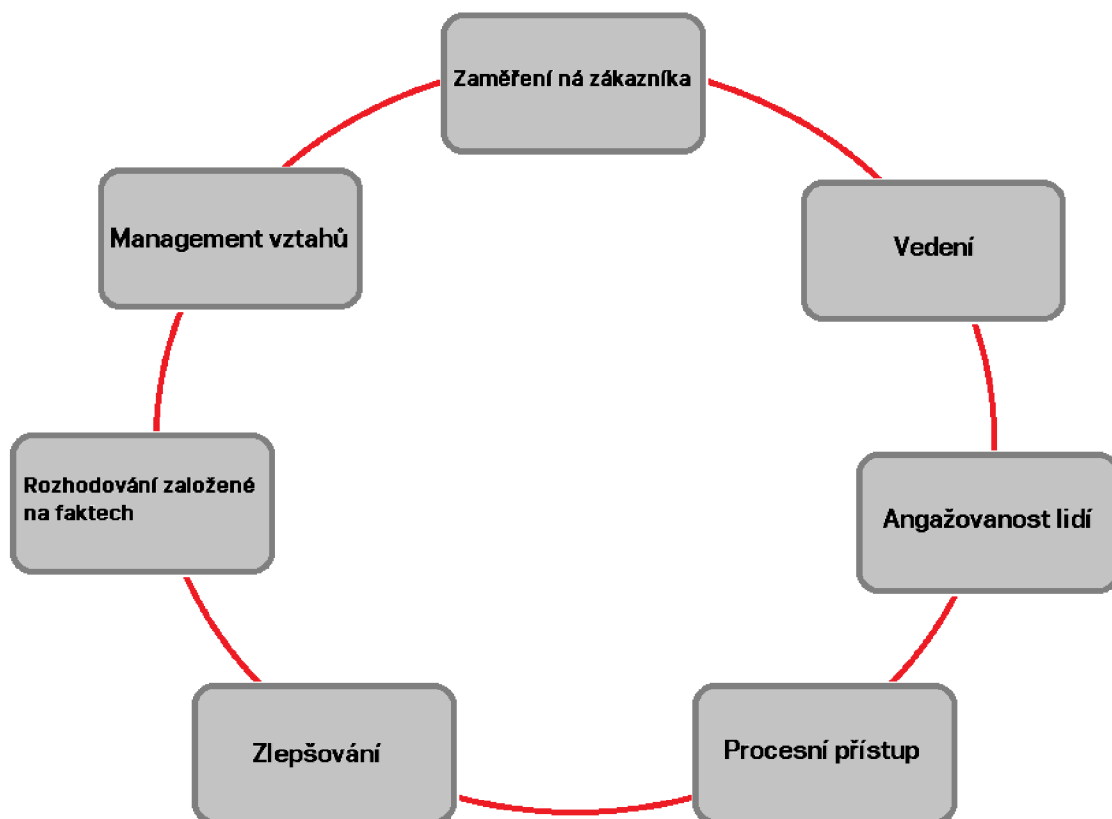 Zaměření ná zákazníka
Vedení
Angažovanost lidí
Procesní přístup
Zlepšování
Rozhodování založené
na faktech
Management vztahů